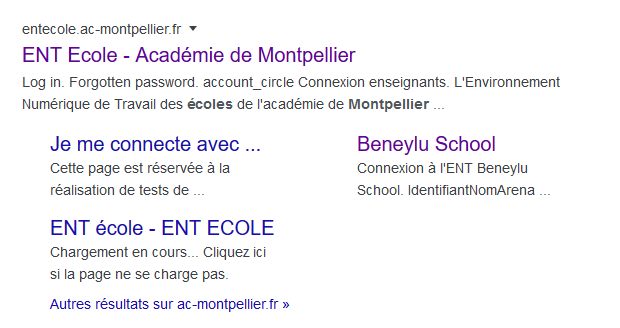 entecole.ac-montpellier.fr
ENT Ecole - Académie de Montpellier
Log in. Forgotten password. account_circle Connexion enseignants. L'Environnement
Numérique de Travail des écoles de l'académie de Montpellier ...
Je me connecte avec ...
Cette page est réservée à la
réalisation de tests de ...
Beneylu School
Connexion à l'ENT Beneylu
School. IdentifiantNomArena ...
ENT école - ENT ECOLE
Chargement en cours... Cliquez ici
si la page ne se charge pas.
Autres résultats sur ac-montpellier.fr »